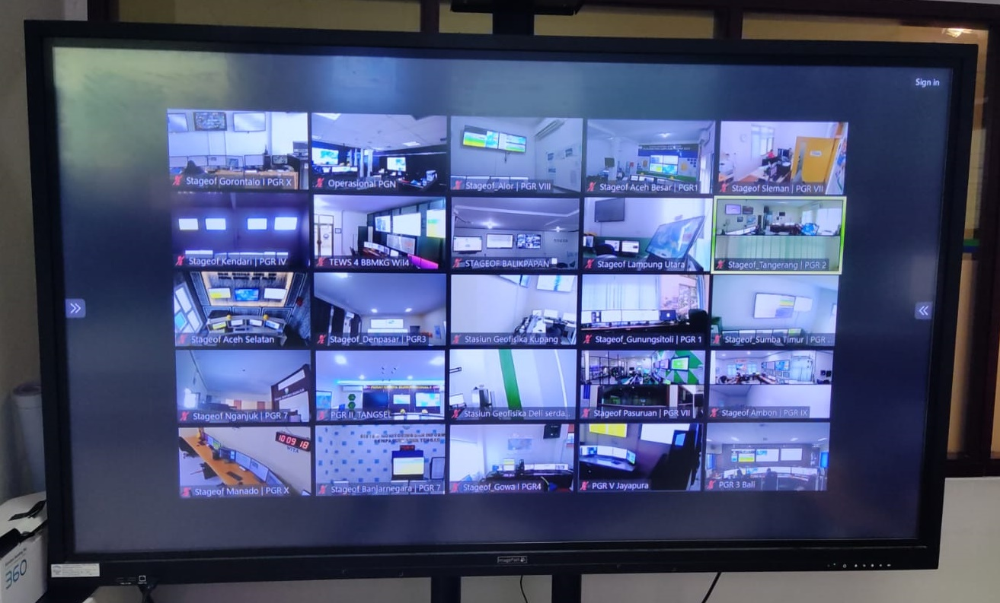 Sign in
Stageof Gorontalo I PGR X
Operasional PGN
Stageof_Alor | PGR VIII
Stageof Aceh Besar | PGR1
Stageof Sleman | PGR VII
Stageof Kendari | PGR IV
TEWS 4 BBMKG Wil4
STAGEOF BALIKPAPAN
Stageof Lampung Utara
Stageof_Tangerang | PGR 2
Stageof Aceh Selatan
Stageof_Denpasar | PGR3
Stasiun Geofisika Kupang
Stageof_Gunungsitoli | PGR 1
Stageof_Sumba Timur | PGR ...
Stageof Nganjuk | PGR 7
PGR II_TANGSEL
Stasiun Geofisika Deli serda...
Stageof Pasuruan | PGR VII
Stageof Ambon | PGR IX
10:09 18
WITA
Stageof Manado | PGR X
Stageof Banjarnegara | PGR 7
Stageof_Gowa I PGR4
PGR V Jayapura
PGR 3 Bali
360